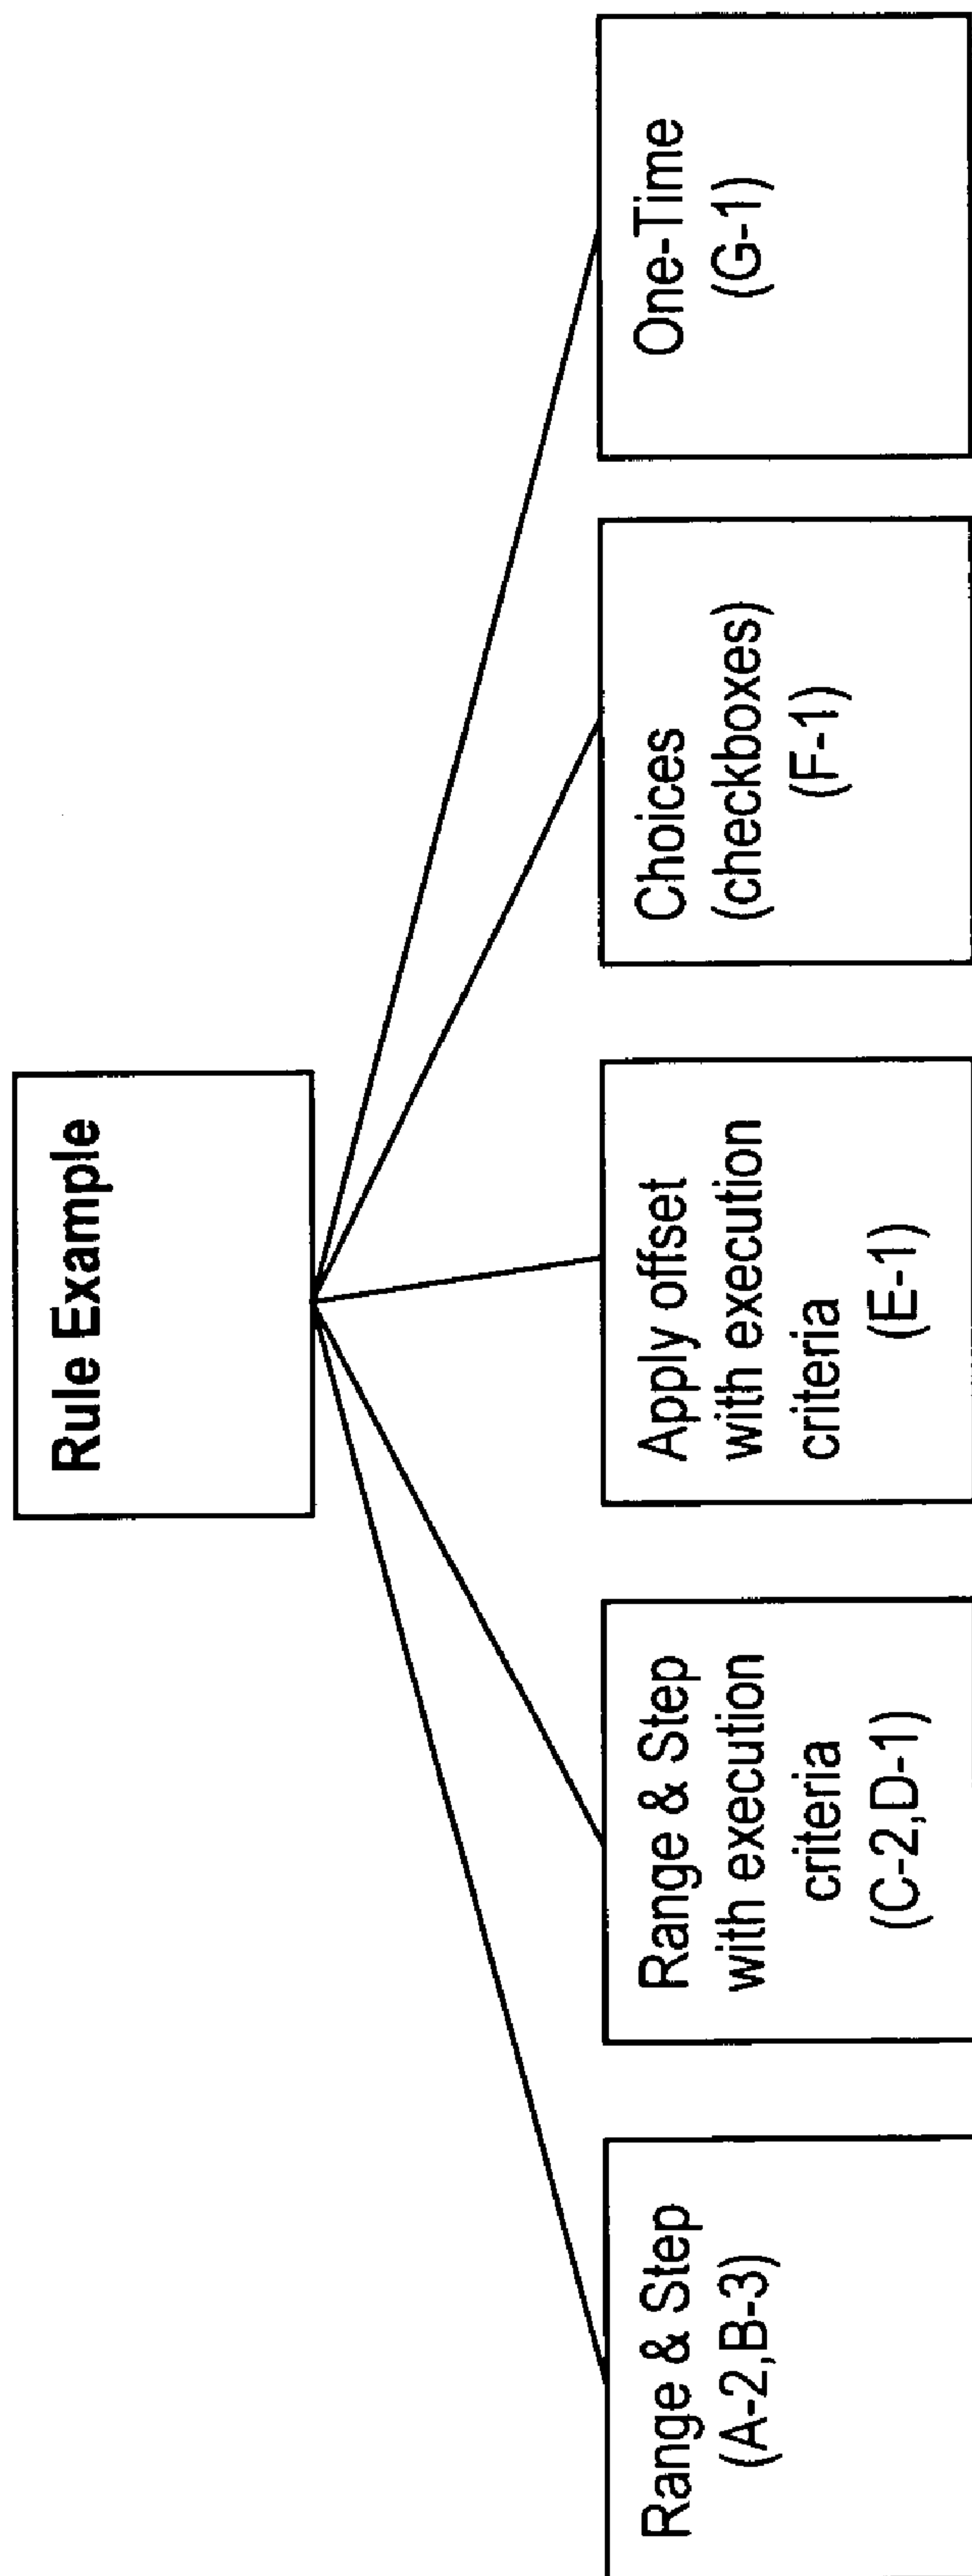 Rule Example
Range & Step
(A-2,B-3)
Range & Step
with execution
criteria
(C-2,D-1)
Apply offset
with execution
criteria
(E-1)
Choices
(checkboxes)
(F-1)
One-Time
(G-1)